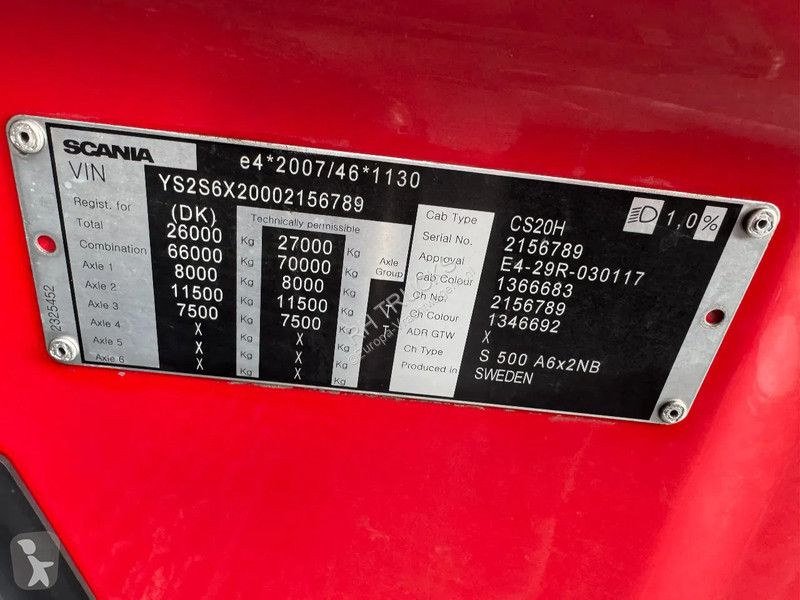 SCANIA e4*2007/46*1130
VIN YS2S6X20002156789
Regist. for (DK) Technically permissible
Total 26000 Kg 27000 Kg
Combination 66000 Kg 70000 Kg Axle Group
Axle 1 8000 Kg 8000 Kg
Axle 2 11500 Kg 11500 Kg
Axle 3 7500 Kg 7500 Kg
Axle 4 X Kg X Kg
Axle 5 X Kg X Kg
Axle 6 X Kg X Kg
Cab Type CS20H 1,0 %
Serial No. 2156789
Approval E4-29R-030117
Cab Colour 1366683
Ch No. 2156789
Ch Colour 1346692
ADR GTW X
Ch Type S 500 A6x2NB
Produced in SWEDEN
2325452